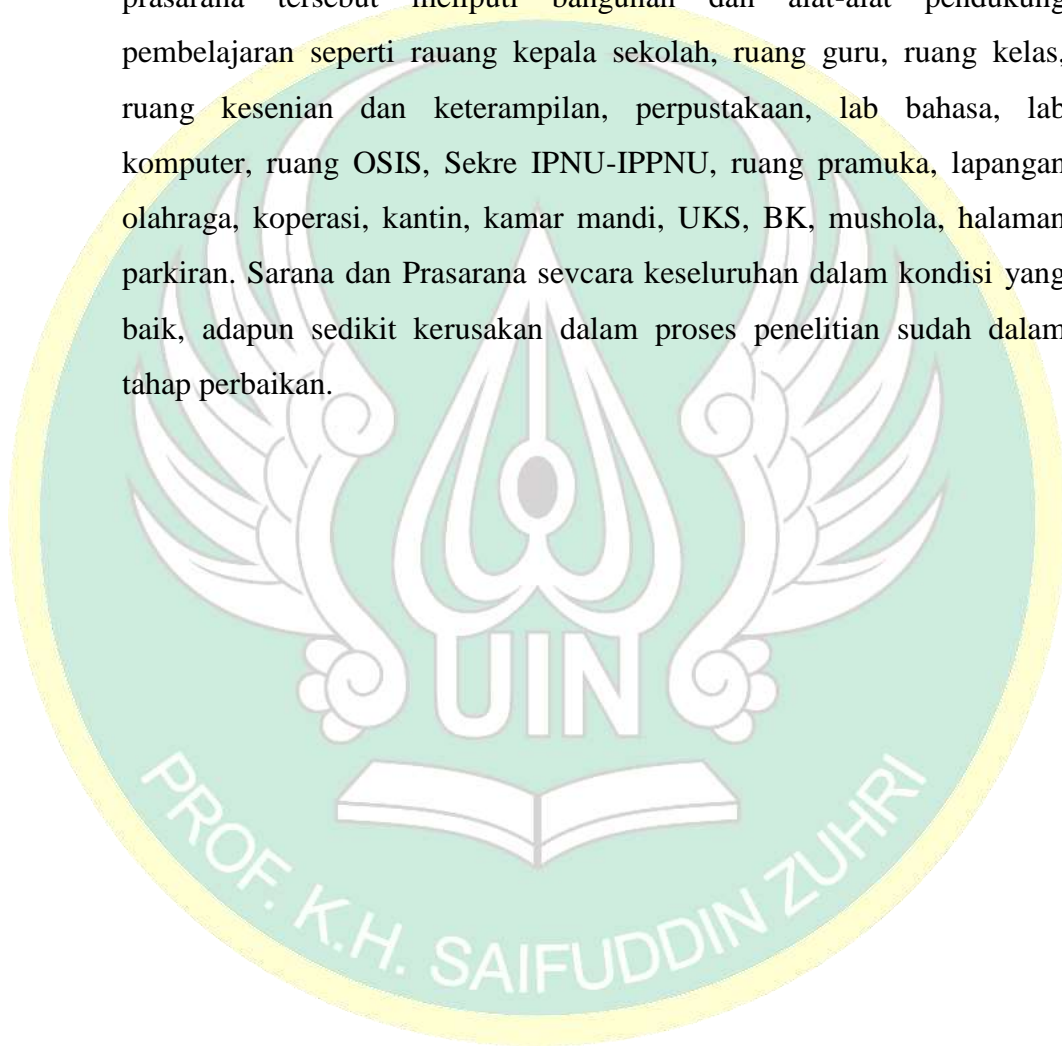 prasarana tersebut meliputi bangunan dan alat-alat pendukung
pembelajaran seperti rauang kepala sekolah, ruang guru, ruang kelas,
ruang kesenian dan keterampilan, perpustakaan, lab bahasa, lab
komputer, ruang OSIS, Sekre IPNU-IPPNU, ruang pramuka, lapangan
olahraga, koperasi, kantin, kamar mandi, UKS, BK, mushola, halaman
parkiran. Sarana dan Prasarana sevcara keseluruhan dalam kondisi yang
baik, adapun sedikit kerusakan dalam proses penelitian sudah dalam
tahap perbaikan.
UIN
PROF. K.H. SAIFUDDIN ZUHRI